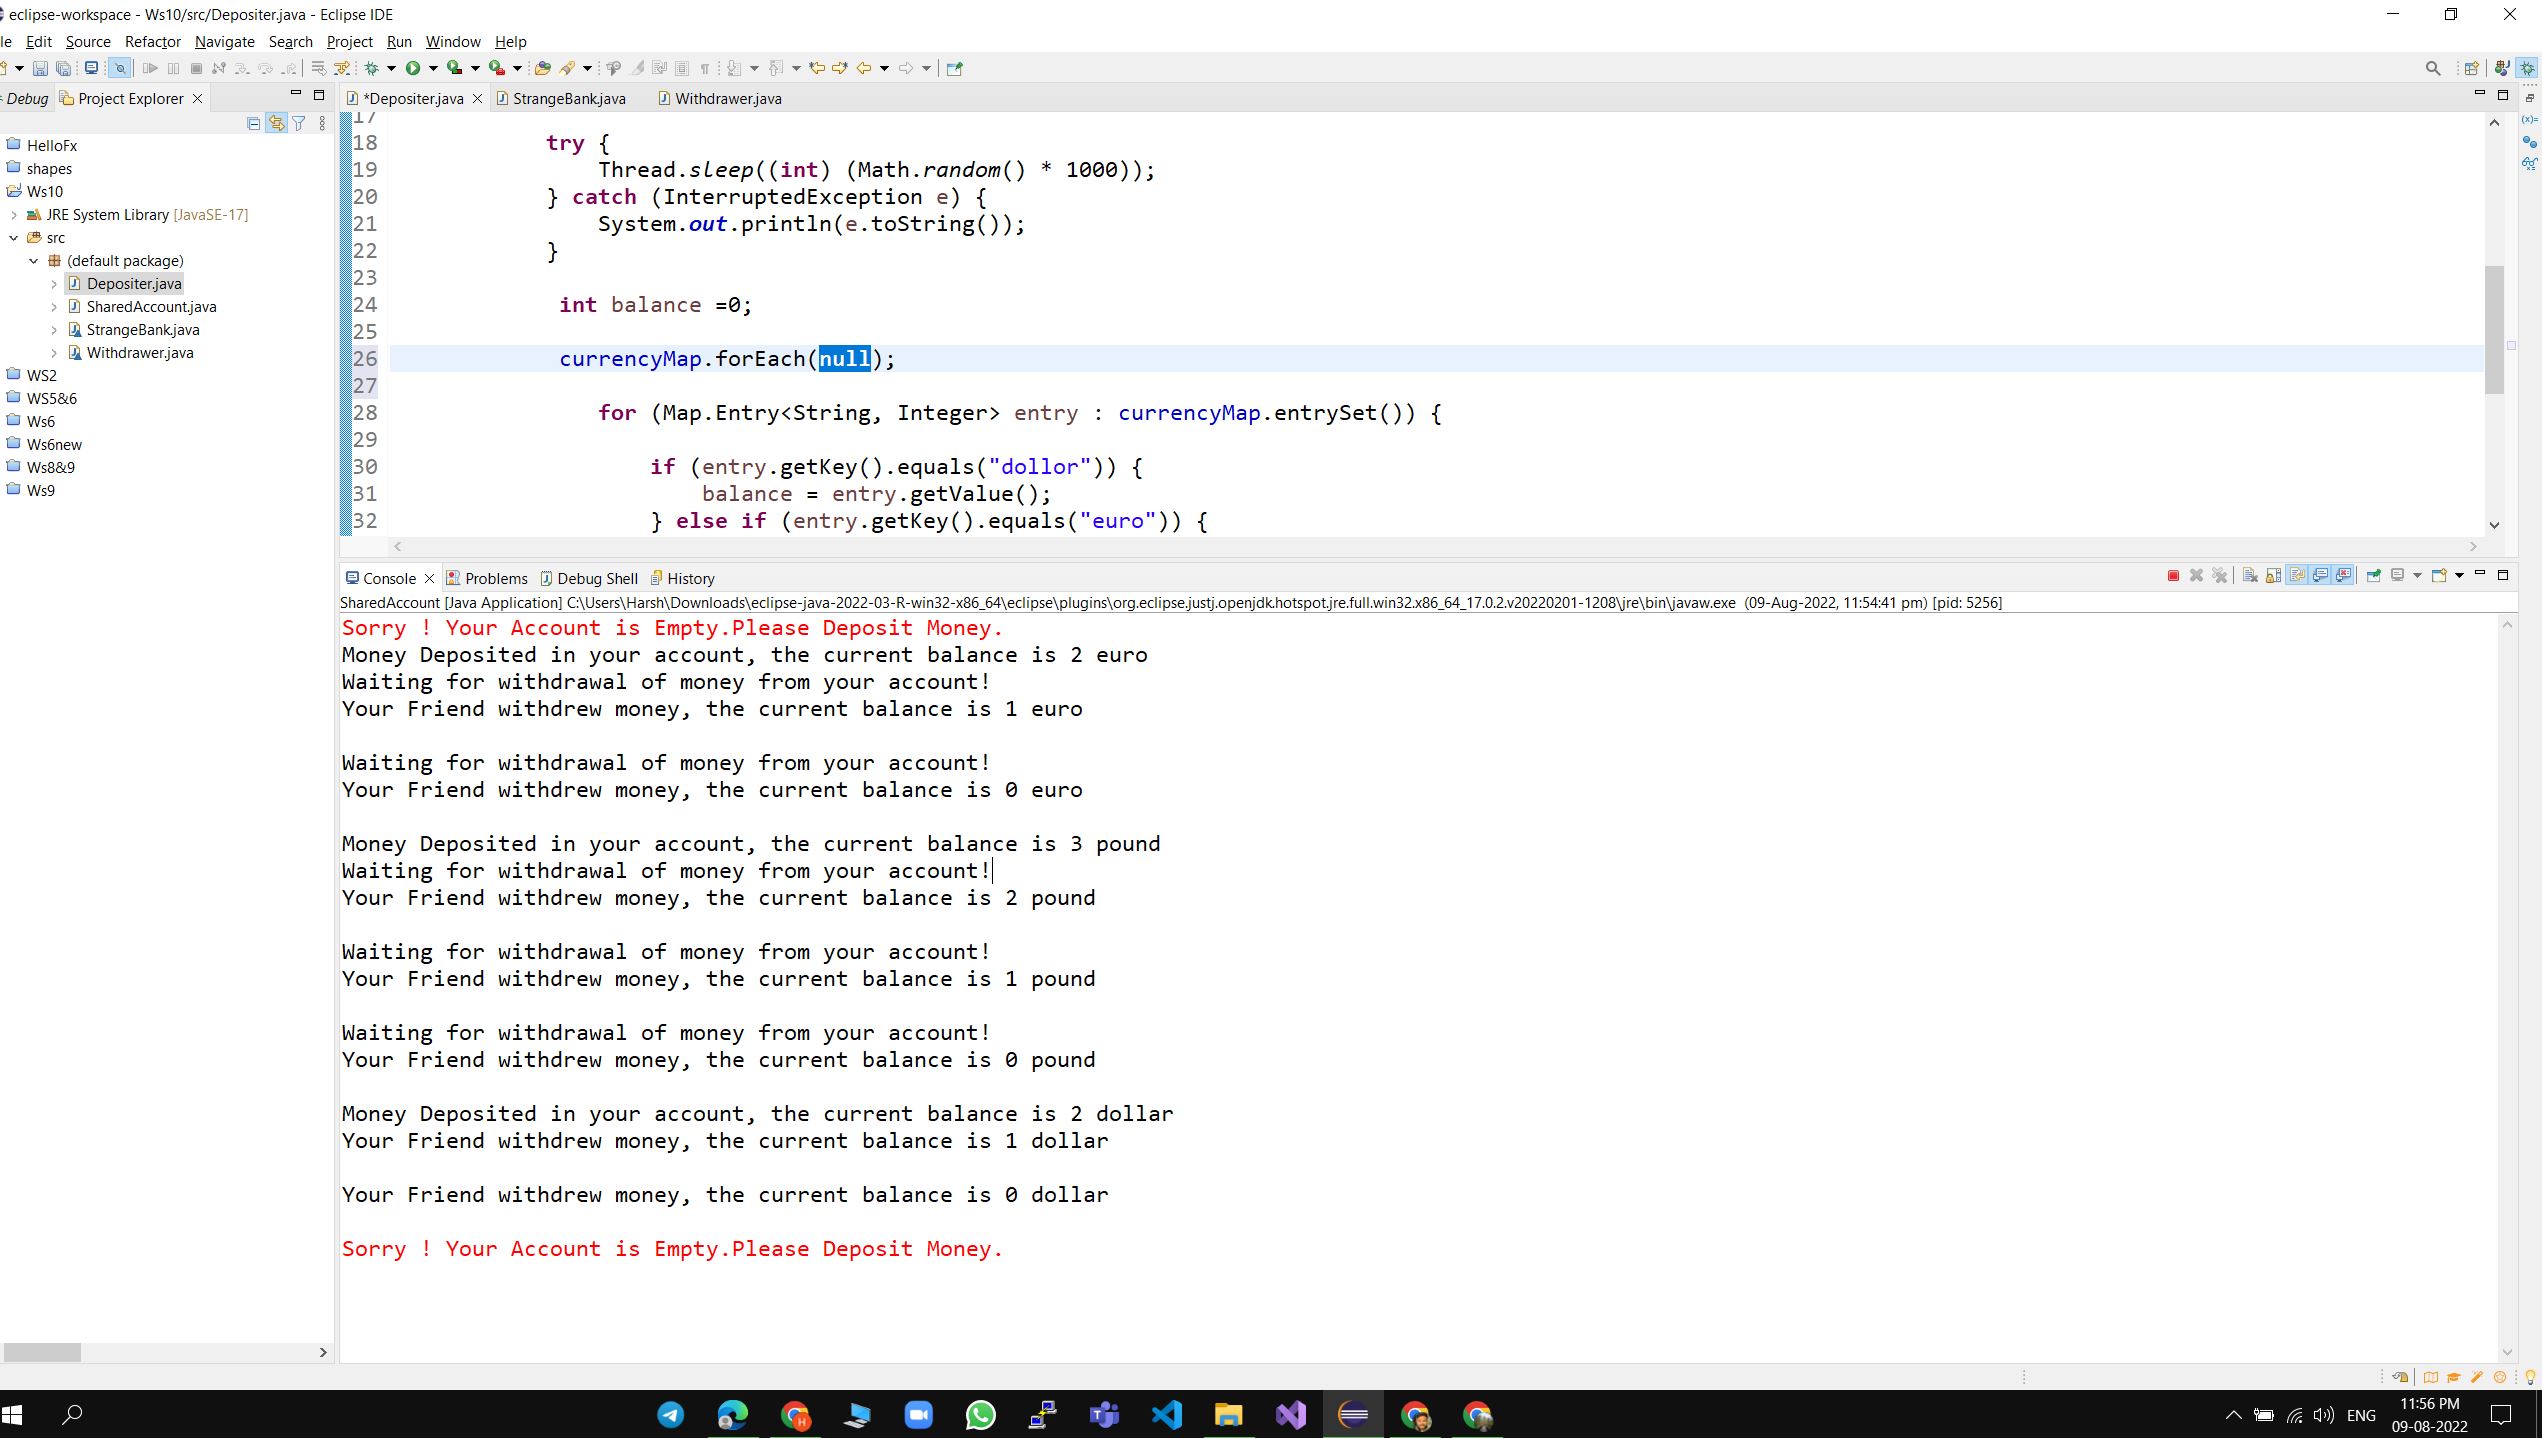 eclipse-workspace - Ws10/src/Depositer.java - Eclipse IDE
le Edit Source Refactor Navigate Search Project Run Window Help
Debug Project Explorer
*Depositer.java StrangeBank.java Withdrawer.java
HelloFx
shapes
Ws10
JRE System Library [JavaSE-17]
src
(default package)
Depositer.java
SharedAccount.java
StrangeBank.java
Withdrawer.java
WS2
WS5&6
Ws6
Ws6new
Ws8&9
Ws9
17
18 try {
19 Thread.sleep((int) (Math.random() * 1000));
20 } catch (InterruptedException e) {
21 System.out.println(e.toString());
22 }
23
24 int balance =0;
25
26 currencyMap.forEach(null);
27
28 for (Map.Entry<String, Integer> entry : currencyMap.entrySet()) {
29
30 if (entry.getKey().equals("dollor")) {
31 balance = entry.getValue();
32 } else if (entry.getKey().equals("euro")) {
Console Problems Debug Shell History
SharedAccount [Java Application] C:\Users\Harsh\Downloads\eclipse-java-2022-03-R-win32-x86_64\eclipse\plugins\org.eclipse.justj.openjdk.hotspot.jre.full.win32.x86_64_17.0.2.v20220201-1208\jre\bin\javaw.exe (09-Aug-2022, 11:54:41 pm) [pid: 5256]
Sorry ! Your Account is Empty.Please Deposit Money.
Money Deposited in your account, the current balance is 2 euro
Waiting for withdrawal of money from your account!
Your Friend withdrew money, the current balance is 1 euro
Waiting for withdrawal of money from your account!
Your Friend withdrew money, the current balance is 0 euro
Money Deposited in your account, the current balance is 3 pound
Waiting for withdrawal of money from your account!
Your Friend withdrew money, the current balance is 2 pound
Waiting for withdrawal of money from your account!
Your Friend withdrew money, the current balance is 1 pound
Waiting for withdrawal of money from your account!
Your Friend withdrew money, the current balance is 0 pound
Money Deposited in your account, the current balance is 2 dollar
Your Friend withdrew money, the current balance is 1 dollar
Your Friend withdrew money, the current balance is 0 dollar
Sorry ! Your Account is Empty.Please Deposit Money.
ENG
11:56 PM
09-08-2022